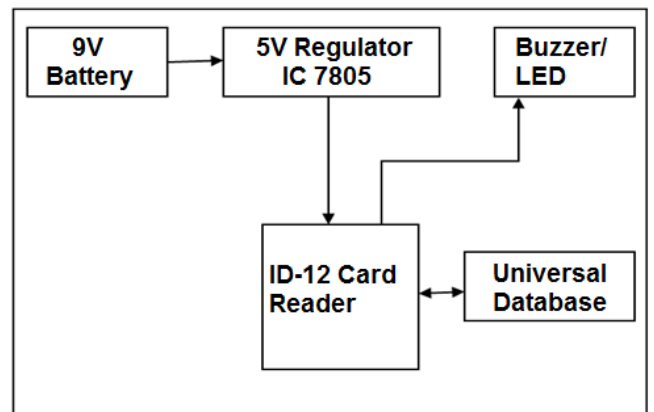 9V
Battery
5V Regulator
IC 7805
Buzzer/
LED
ID-12 Card
Reader
Universal
Database